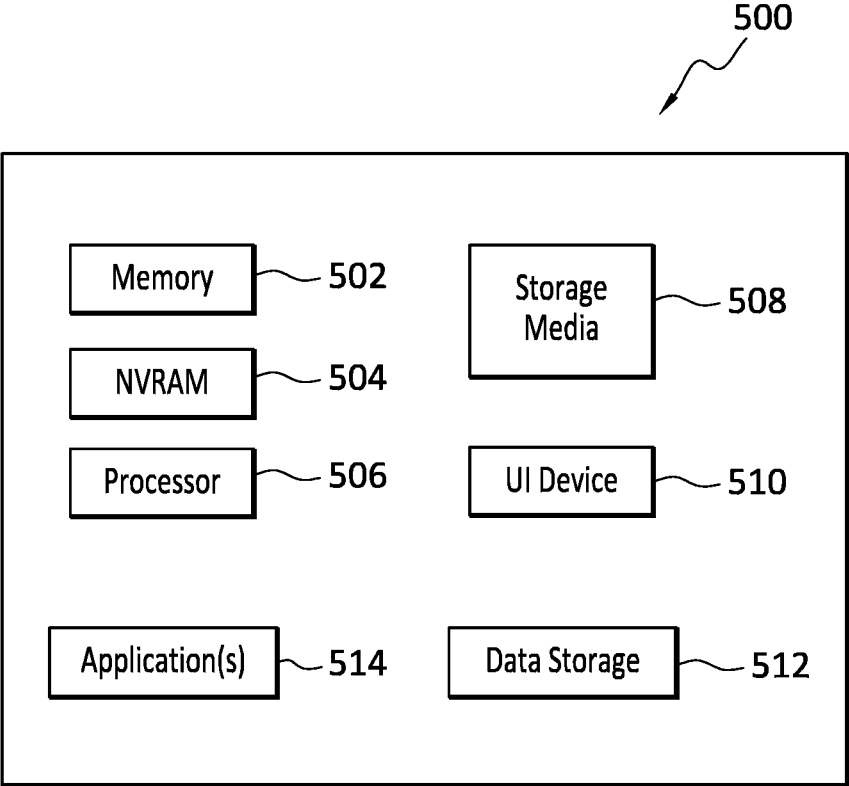 500
Memory
502
Storage
Media
508
NVRAM
504
Processor
506
UI Device
510
Application(s)
514
Data Storage
512